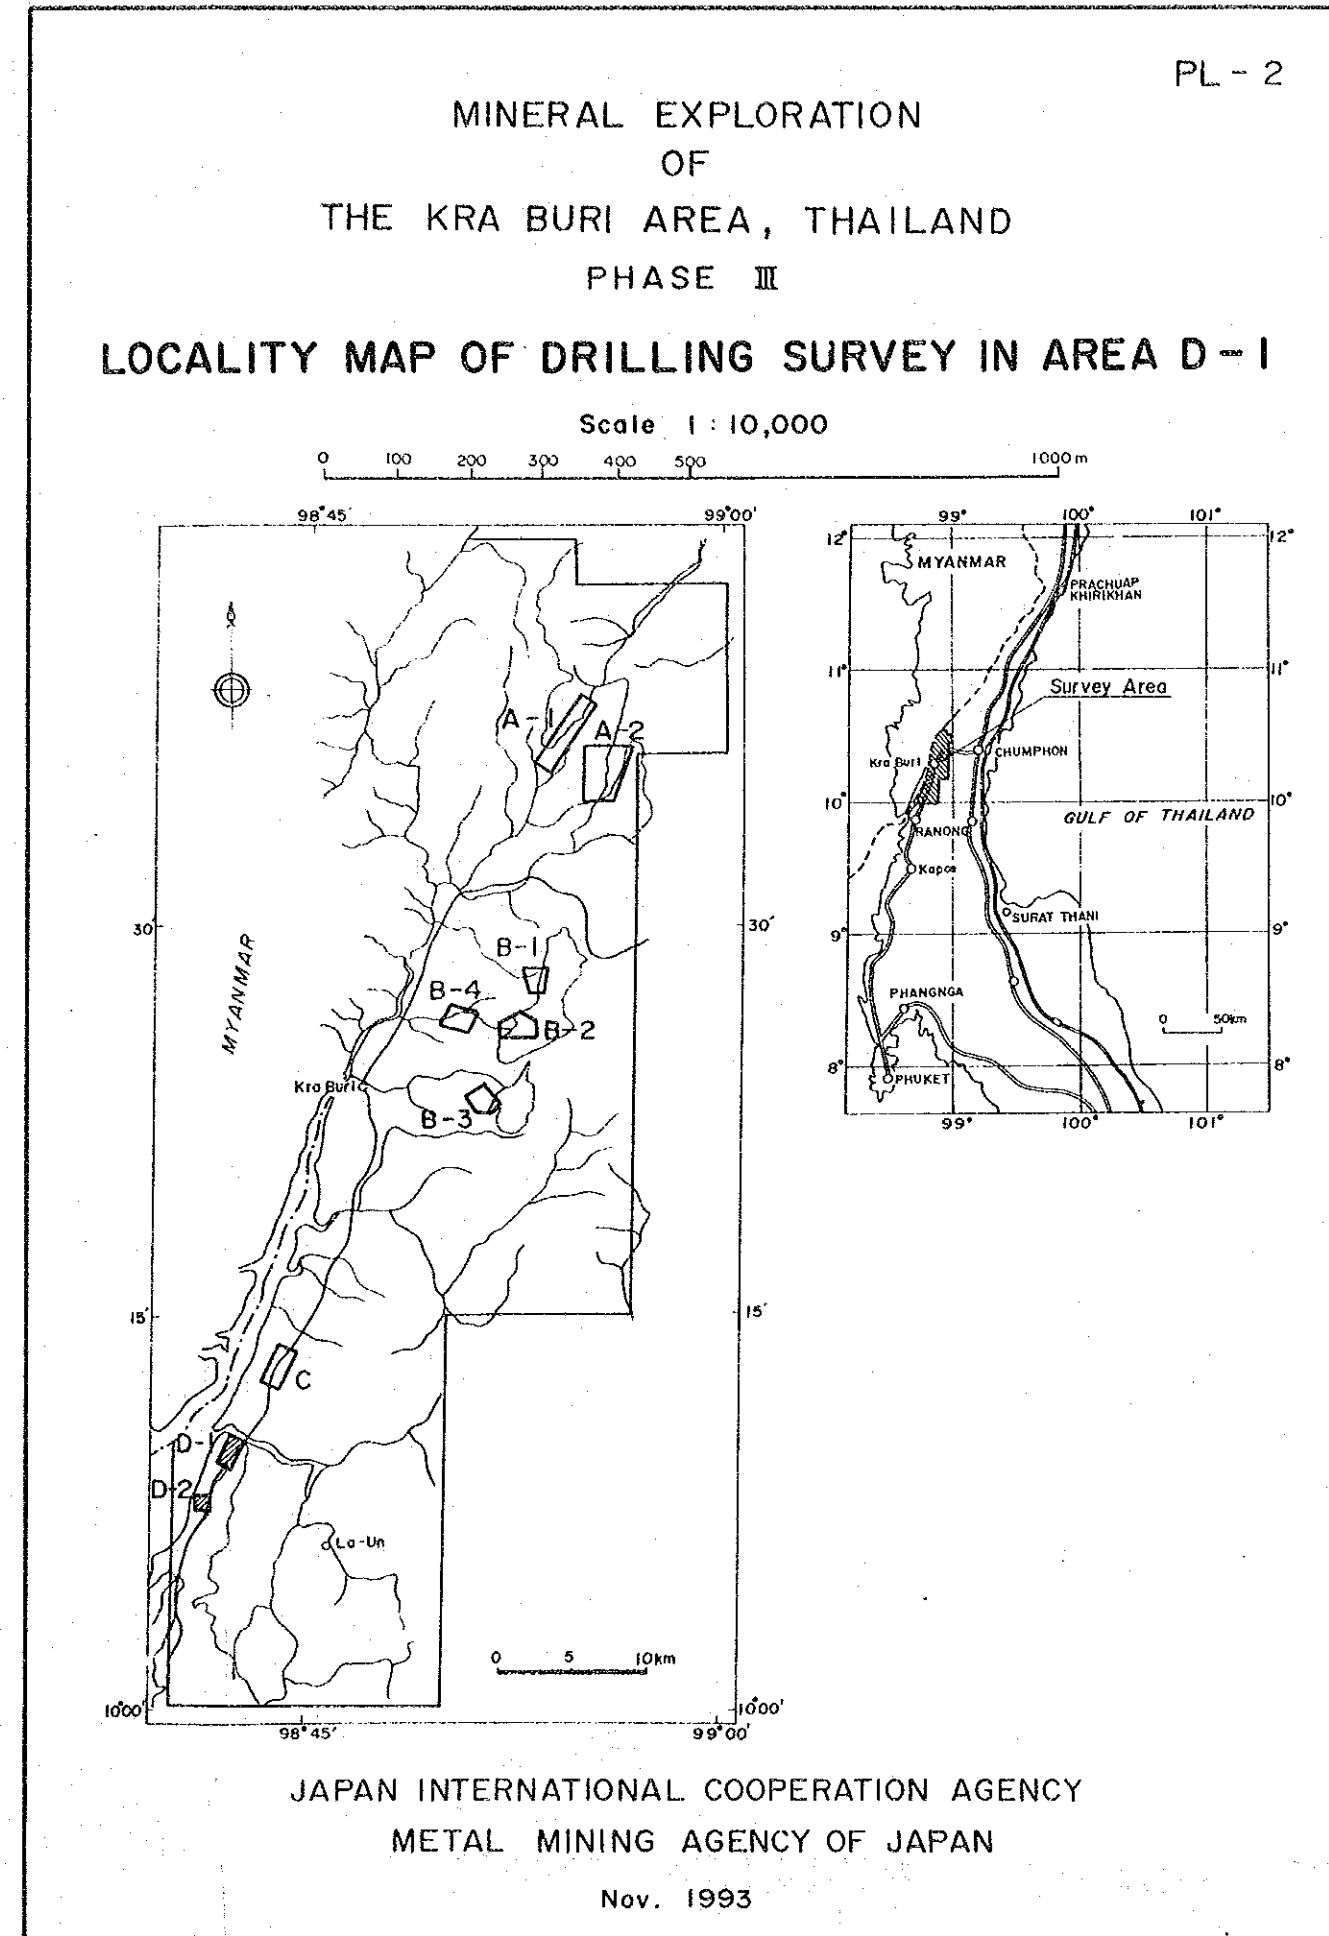 PL - 2
MINERAL EXPLORATION
OF
THE KRA BURI AREA, THAILAND
PHASE III
LOCALITY MAP OF DRILLING SURVEY IN AREA D-1
Scale 1 : 10,000
0 100 200 300 400 500 1000 m
98°45' 99°00'
A-1
A-2
30' 30'
MYANMAR
B-1
B-4
B-2
Kra Buri
B-3
15' 15'
C
D-1
D-2
La-Un
0 5 10km
10°00' 10°00'
98°45' 99°00'
99° 100° 101°
12° 12°
MYANMAR
PRACHUAP
KHIRIKHAN
11° 11°
Survey Area
Kra Buri
CHUMPHON
10° 10°
GULF OF THAILAND
RANONG
Kapoe
SURAT THANI
9° 9°
PHANGNGA
0 50km
8° 8°
PHUKET
99° 100° 101°
JAPAN INTERNATIONAL COOPERATION AGENCY
METAL MINING AGENCY OF JAPAN
Nov. 1993